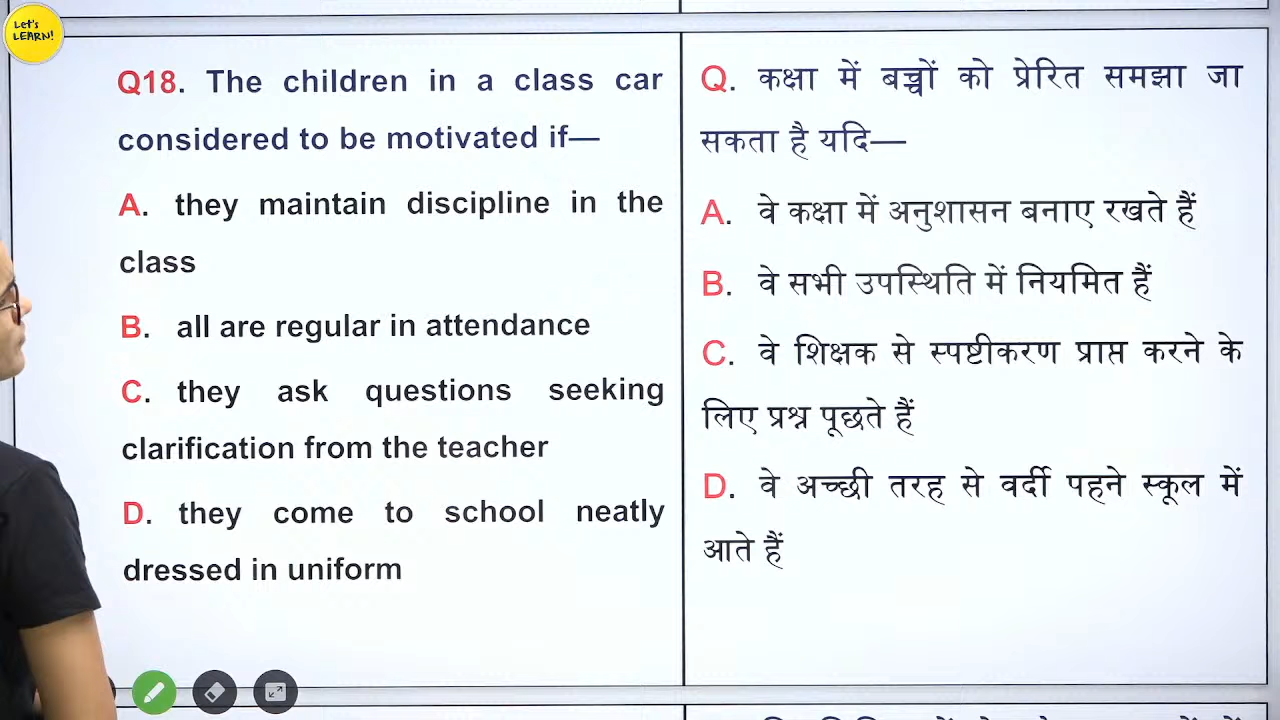 Let's
LEARN!
Q18. The children in a class car
considered to be motivated if—
A. they maintain discipline in the
class
B. all are regular in attendance
C. they ask questions seeking
clarification from the teacher
D. they come to school neatly
dressed in uniform
Q. कक्षा में बच्चों को प्रेरित समझा जा
सकता है यदि—
A. वे कक्षा में अनुशासन बनाए रखते हैं
B. वे सभी उपस्थिति में नियमित हैं
C. वे शिक्षक से स्पष्टीकरण प्राप्त करने के
लिए प्रश्न पूछते हैं
D. वे अच्छी तरह से वर्दी पहने स्कूल में
आते हैं